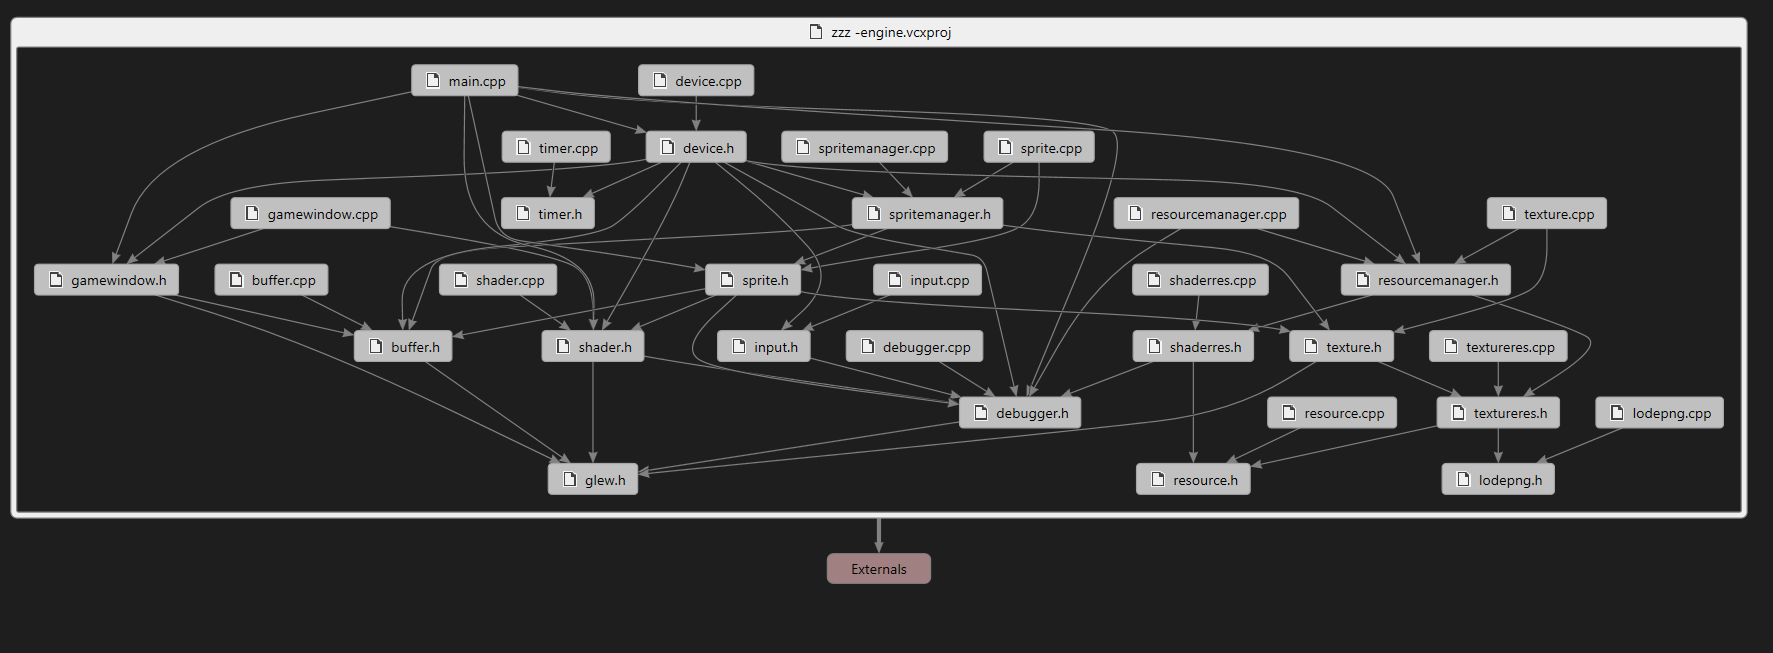 zzz -engine.vcxproj
main.cpp
device.cpp
timer.cpp
device.h
spritemanager.cpp
sprite.cpp
gamewindow.cpp
timer.h
spritemanager.h
resourcemanager.cpp
texture.cpp
gamewindow.h
buffer.cpp
shader.cpp
sprite.h
input.cpp
shaderres.cpp
resourcemanager.h
buffer.h
shader.h
input.h
debugger.cpp
shaderres.h
texture.h
textureres.cpp
debugger.h
resource.cpp
textureres.h
lodepng.cpp
glew.h
resource.h
lodepng.h
Externals